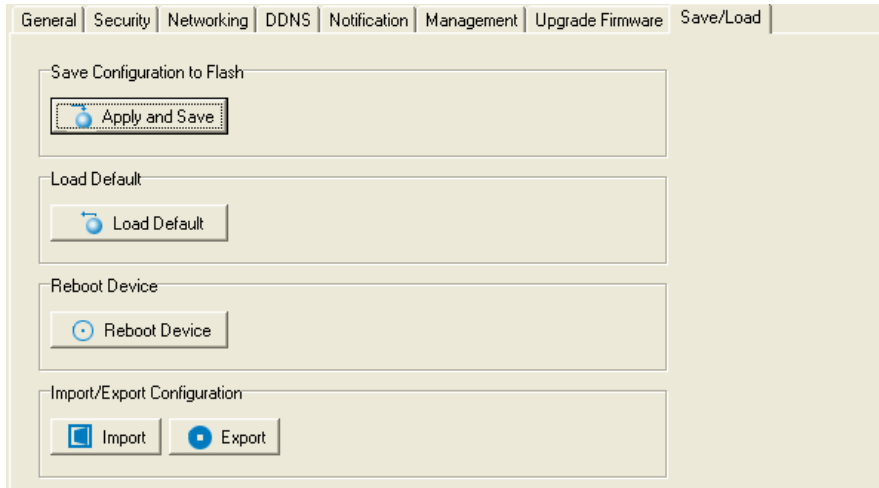 General Security Networking DDNS Notification Management Upgrade Firmware Save/Load
Save Configuration to Flash
Apply and Save
Load Default
Load Default
Reboot Device
Reboot Device
Import/Export Configuration
Import Export